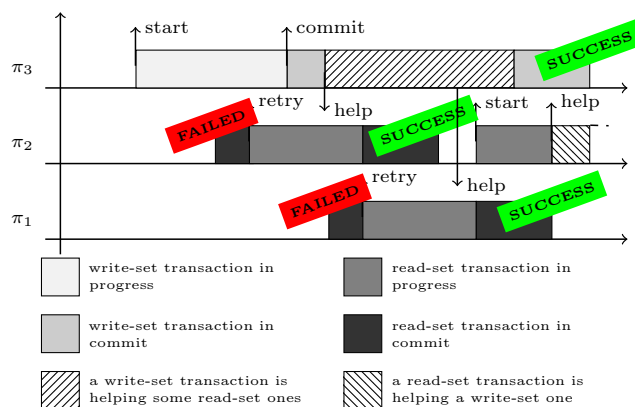 start
commit
SUCCESS
π3
retry
help
start
help
FAILED
SUCCESS
π2
retry
help
FAILED
SUCCESS
π1
write-set transaction in
progress
read-set transaction in
progress
write-set transaction in
commit
read-set transaction in
commit
a write-set transaction is
helping some read-set ones
a read-set transaction is
helping a write-set one